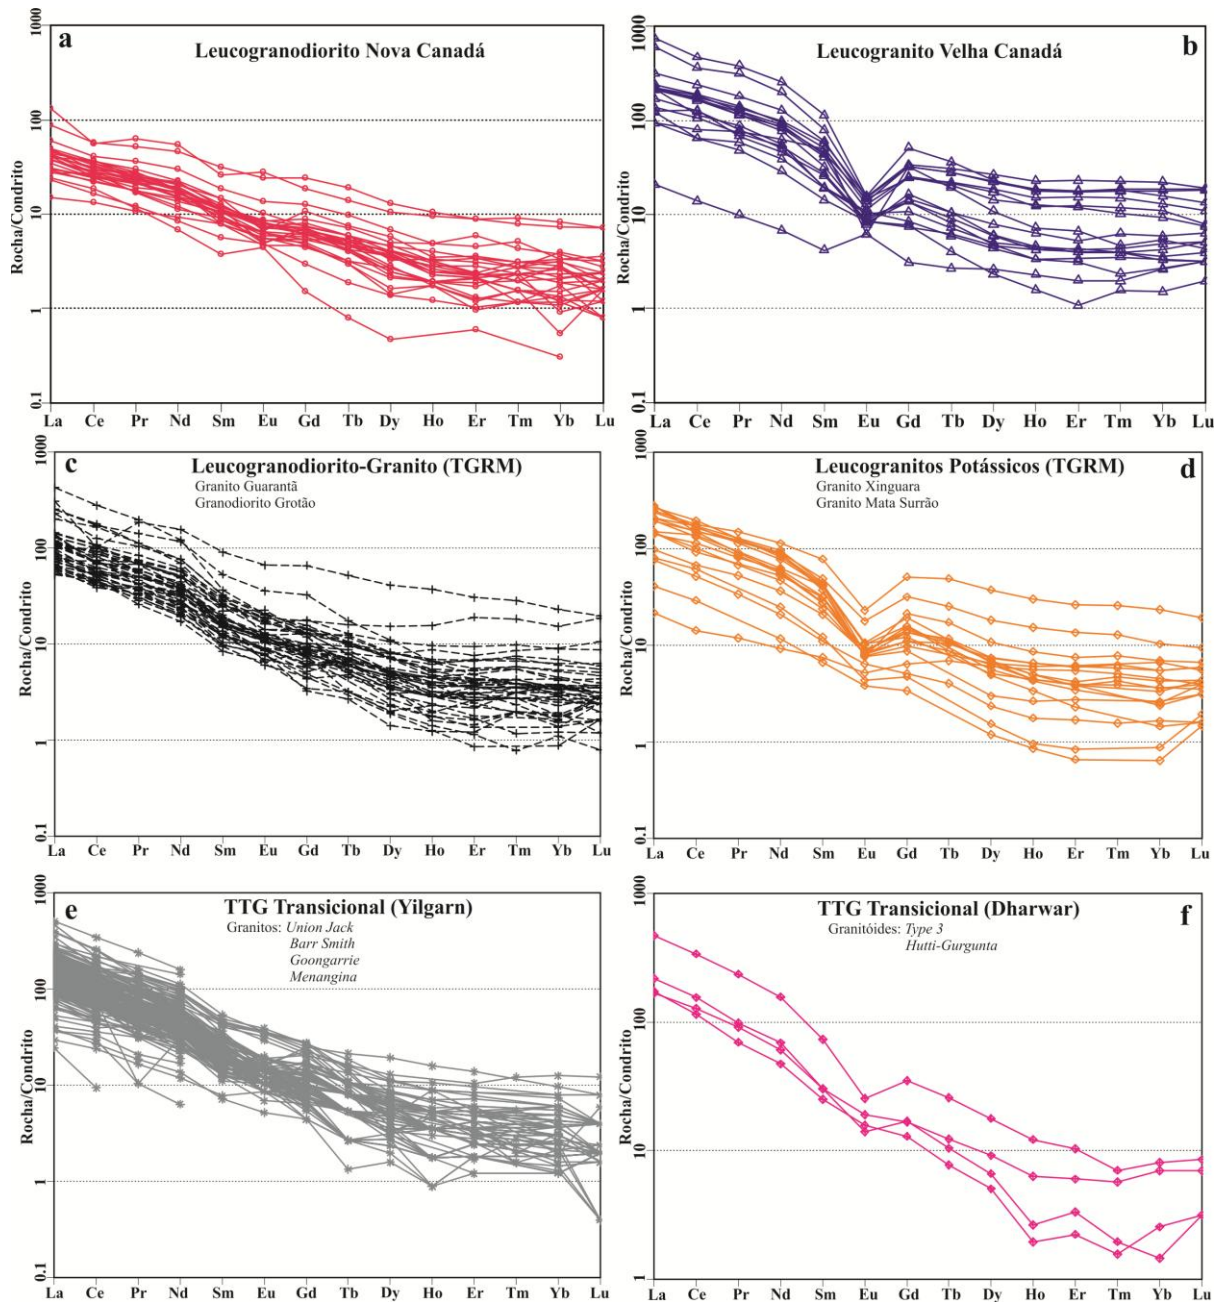 a
Leucogranodiorito Nova Canadá
Rocha/Condrito
1000
100
10
1
0.1
La Ce Pr Nd Sm Eu Gd Tb Dy Ho Er Tm Yb Lu
b
Leucogranito Velha Canadá
Rocha/Condrito
1000
100
10
1
0.1
La Ce Pr Nd Sm Eu Gd Tb Dy Ho Er Tm Yb Lu
c
Leucogranodiorito-Granito (TGRM)
Granito Guarantã
Granodiorito Grotão
Rocha/Condrito
1000
100
10
1
0.1
La Ce Pr Nd Sm Eu Gd Tb Dy Ho Er Tm Yb Lu
d
Leucogranitos Potássicos (TGRM)
Granito Xinguara
Granito Mata Surrão
Rocha/Condrito
1000
100
10
1
0.1
La Ce Pr Nd Sm Eu Gd Tb Dy Ho Er Tm Yb Lu
e
TTG Transicional (Yilgarn)
Granitos: Union Jack
Barr Smith
Goongarrie
Menangina
Rocha/Condrito
1000
100
10
1
0.1
La Ce Pr Nd Sm Eu Gd Tb Dy Ho Er Tm Yb Lu
f
TTG Transicional (Dharwar)
Granitóides: Type 3
Hutti-Gurgunta
Rocha/Condrito
1000
100
10
1
La Ce Pr Nd Sm Eu Gd Tb Dy Ho Er Tm Yb Lu